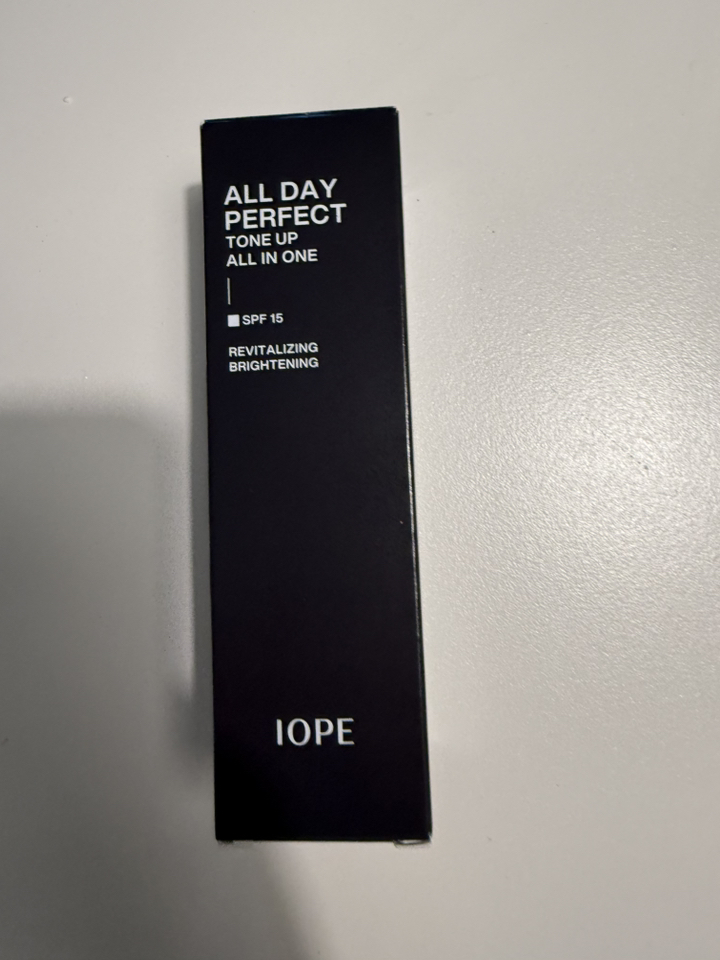 ALL DAY
PERFECT
TONE UP
ALL IN ONE
SPF 15
REVITALIZING
BRIGHTENING
IOPE